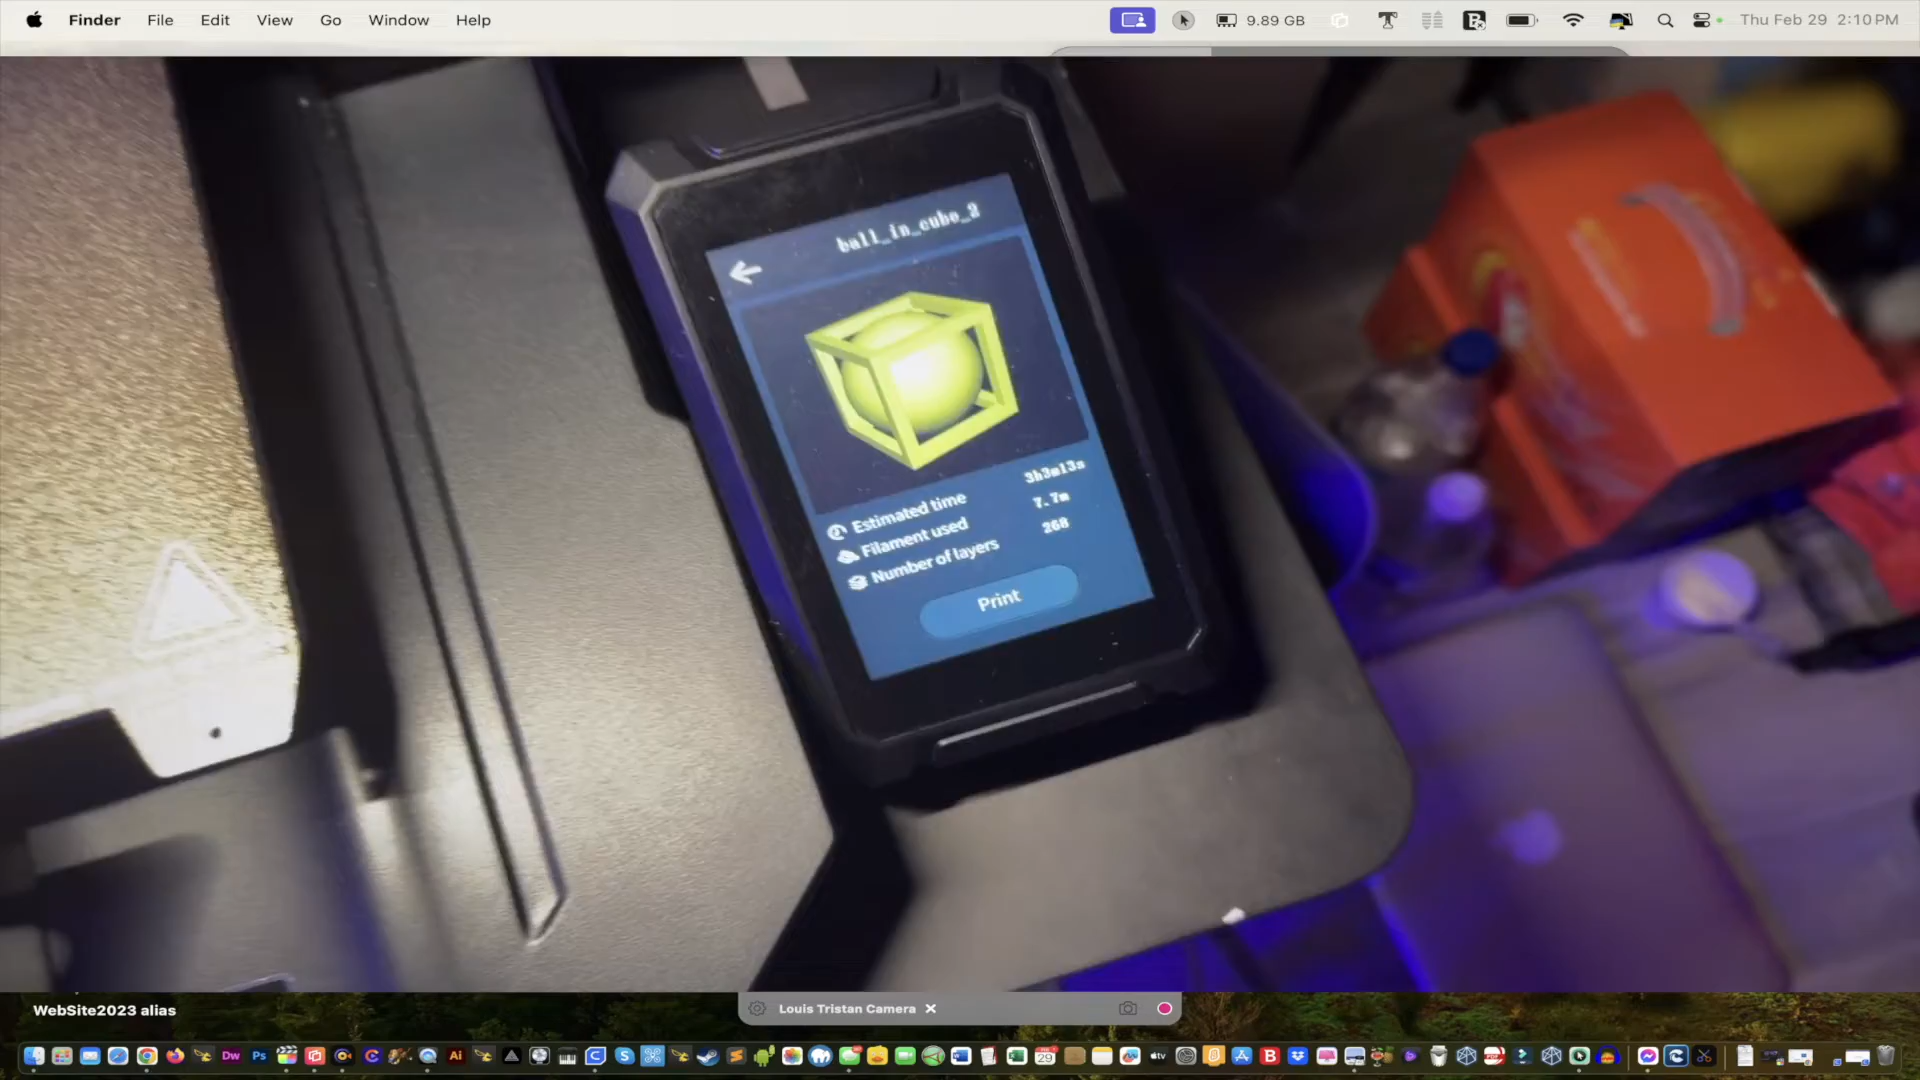 Finder File Edit View Go Window Help 9.89 GB Thu Feb 29 2:10 PM
ball_in_cube_2
Estimated time 3h3m13s
Filament used 7.7m
Number of layers 268
Print
WebSite2023 alias
Louis Tristan Camera